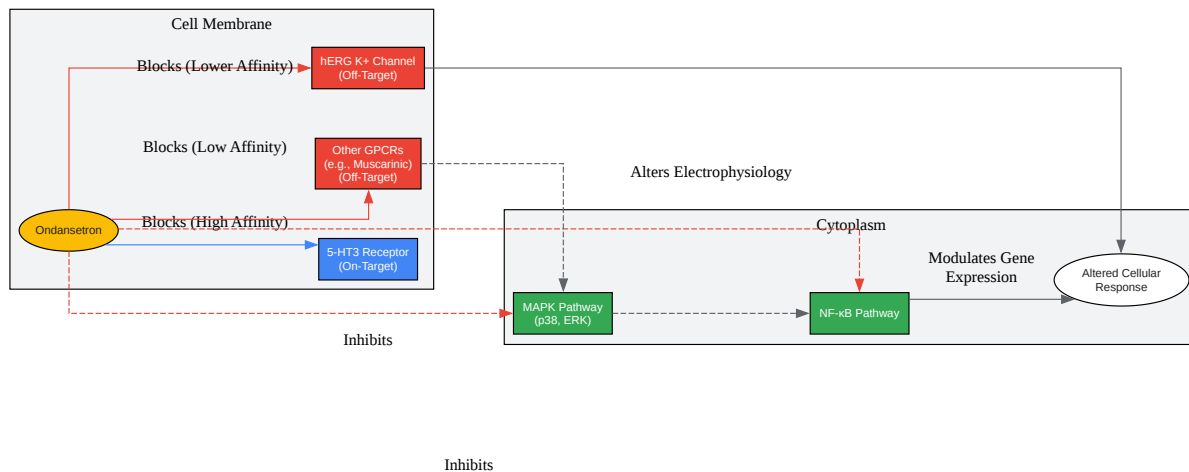 Cell Membrane
Blocks (Lower Affinity)
hERG K+ Channel
(Off-Target)
Blocks (Low Affinity)
Other GPCRs
(e.g., Muscarinic)
(Off-Target)
Alters Electrophysiology
Ondansetron
Blocks (High Affinity)
5-HT3 Receptor
(On-Target)
Cytoplasm
Modulates Gene
Expression
Altered Cellular
Response
MAPK Pathway
(p38, ERK)
NF-κB Pathway
Inhibits
Inhibits